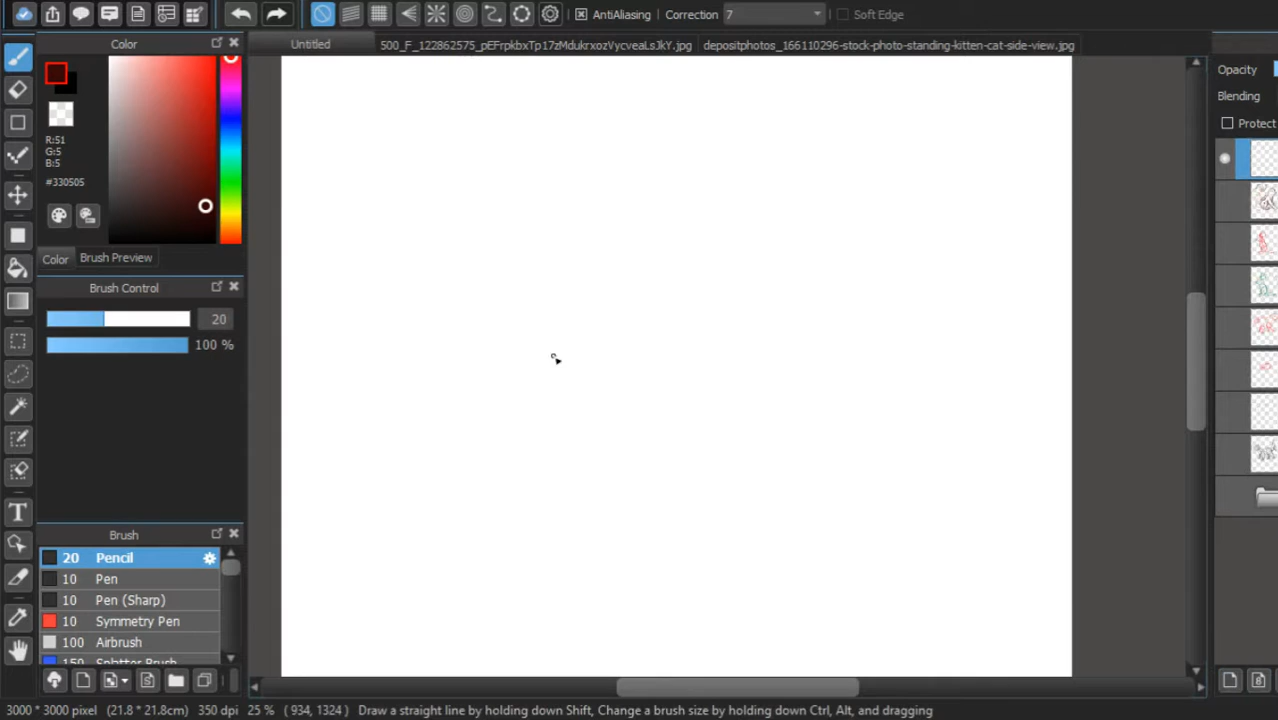 AntiAliasing Correction 7 Soft Edge
Color
Untitled 500_F_122862575_pEFrpkbxTp17zMdukrxozVycveaLsJkY.jpg depositphotos_166110296-stock-photo-standing-kitten-cat-side-view.jpg
R:51
G:5
B:5
#330505
Color Brush Preview
Brush Control
20
100 %
Brush
20 Pencil
10 Pen
10 Pen (Sharp)
10 Symmetry Pen
100 Airbrush
150 Splatter Brush
Opacity
Blending
Protect
T
3000 * 3000 pixel (21.8 * 21.8cm) 350 dpi 25 % ( 934, 1324 ) Draw a straight line by holding down Shift, Change a brush size by holding down Ctrl, Alt, and dragging